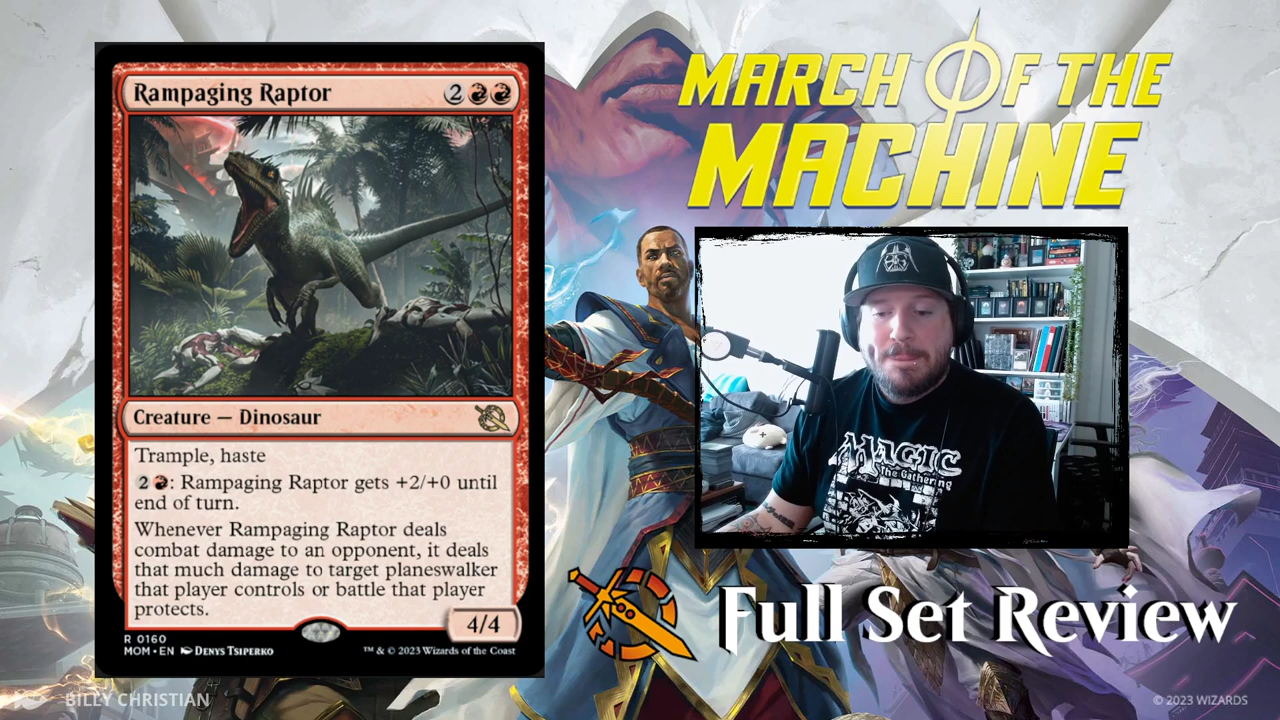 Rampaging Raptor
2
Creature — Dinosaur
Trample, haste
2 : Rampaging Raptor gets +2/+0 until
end of turn.
Whenever Rampaging Raptor deals
combat damage to an opponent, it deals
that much damage to target planeswalker
that player controls or battle that player
protects.
4/4
R 0160
MOM • EN DENYS TSIPERKO
™ & © 2023 Wizards of the Coast
BILLY CHRISTIAN
MARCH OF THE
MACHINE
MAGIC
The Gathering
Full Set Review
© 2023 WIZARDS